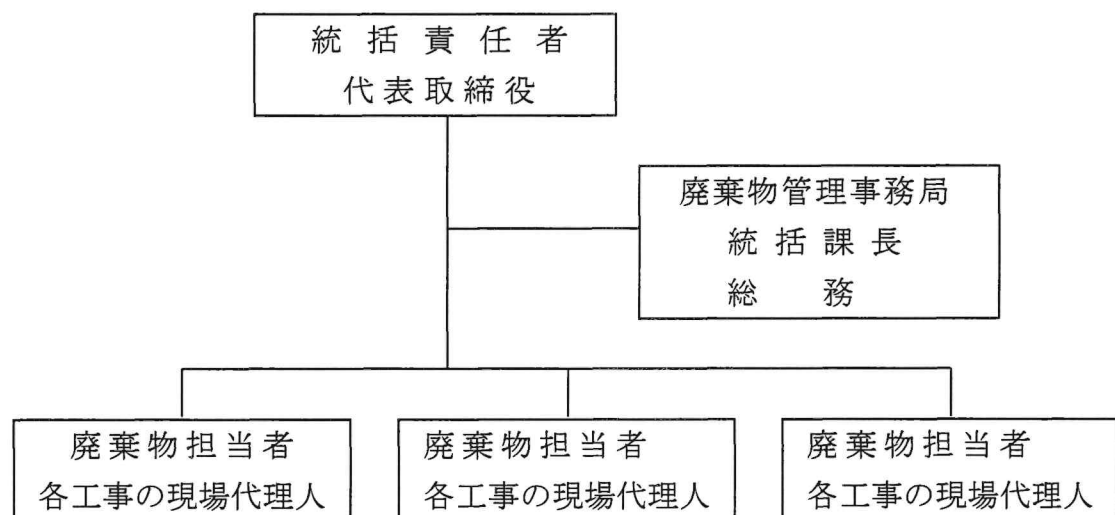 統括責任者
代表取締役
廃棄物管理事務局
統括課長
総務
廃棄物担当者
各工事の現場代理人
廃棄物担当者
各工事の現場代理人
廃棄物担当者
各工事の現場代理人